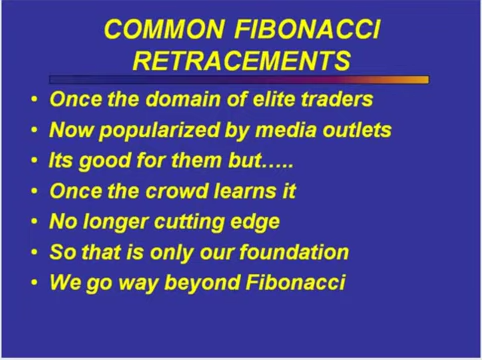 COMMON FIBONACCI
RETRACEMENTS
• Once the domain of elite traders
• Now popularized by media outlets
• Its good for them but.....
• Once the crowd learns it
• No longer cutting edge
• So that is only our foundation
• We go way beyond Fibonacci